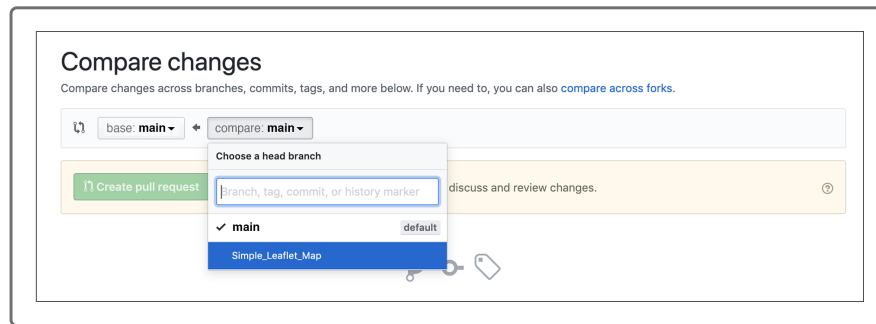 Compare changes
Compare changes across branches, commits, tags, and more below. If you need to, you can also compare across forks.
base: main
compare: main
Choose a head branch
Create pull request
Branch, tag, commit, or history marker
discuss and review changes.
main
default
Simple_Leaflet_Map